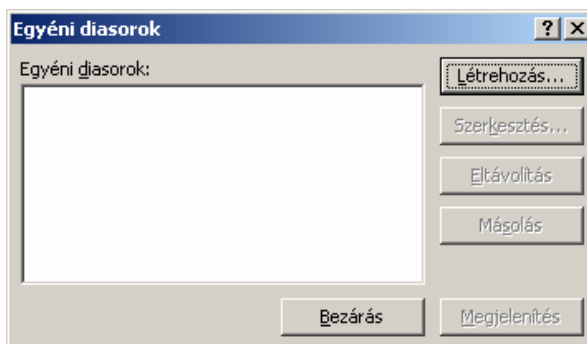 Egyéni diasorok
Egyéni diasorok:
Létrehozás...
Szerkesztés...
Eltávolítás
Másolás
Bezárás
Megjelenítés